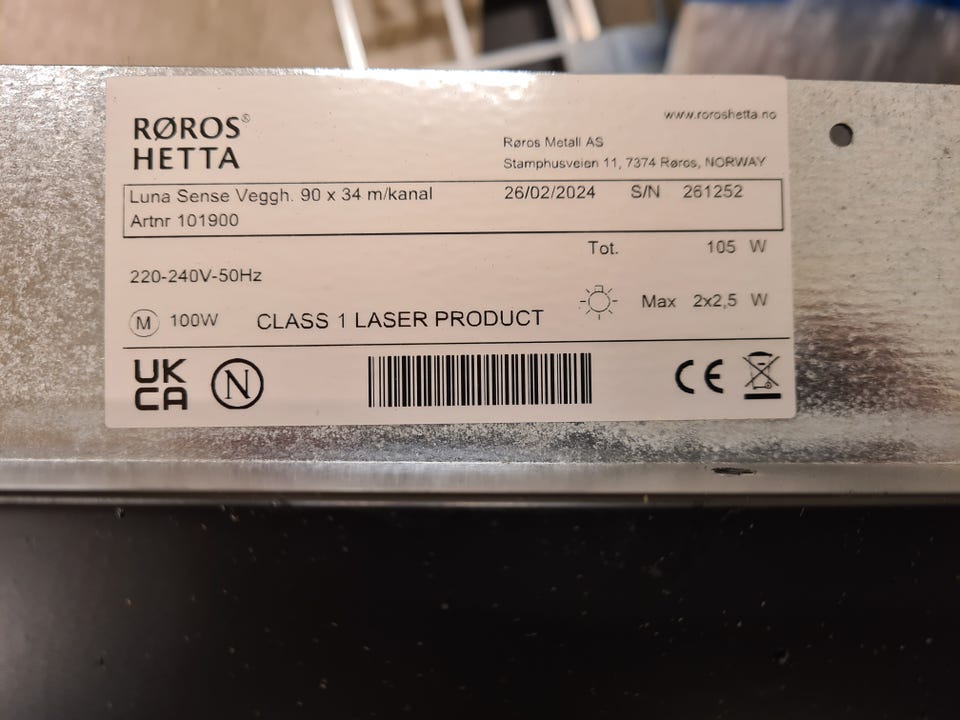 RØROS®
HETTA
www.roroshetta.no
Røros Metall AS
Stamphusveien 11, 7374 Røros, NORWAY
Luna Sense Veggh. 90 x 34 m/kanal 26/02/2024 S/N 261252
Artnr 101900
Tot. 105 W
220-240V-50Hz
Max 2x2,5 W
M 100W CLASS 1 LASER PRODUCT
UK
CA
N
CE